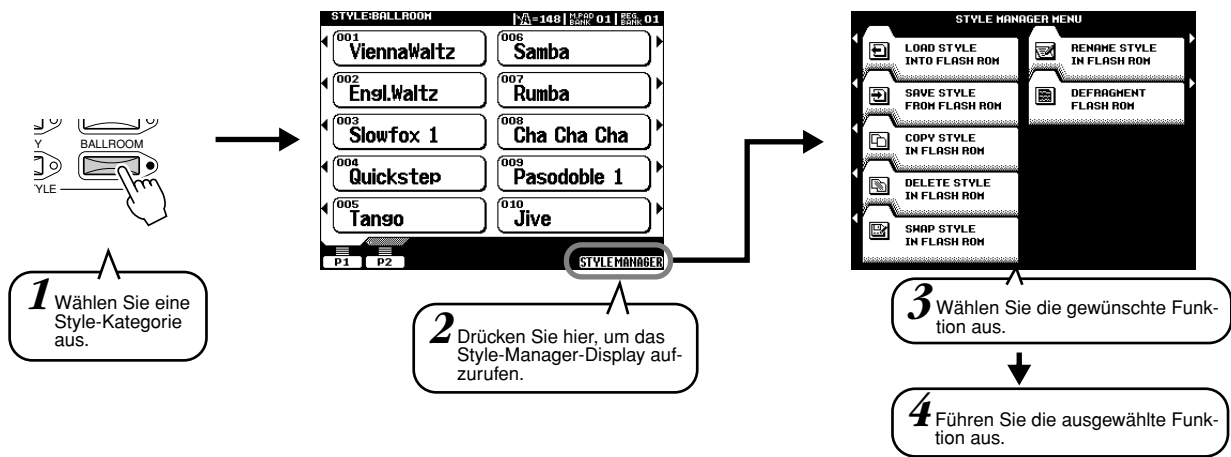 Y
BALLROOM
YLE
1 Wählen Sie eine
Style-Kategorie
aus.
STYLE:BALLROOM
=148
M.PAD BANK 01
REG. BANK 01
001 ViennaWaltz
006 Samba
002 Engl.Waltz
007 Rumba
003 Slowfox 1
008 Cha Cha Cha
004 Quickstep
009 Pasodoble 1
005 Tango
010 Jive
P1
P2
STYLE MANAGER
2 Drücken Sie hier, um das
Style-Manager-Display auf-
zurufen.
STYLE MANAGER MENU
LOAD STYLE
INTO FLASH ROM
RENAME STYLE
IN FLASH ROM
SAVE STYLE
FROM FLASH ROM
DEFRAGMENT
FLASH ROM
COPY STYLE
IN FLASH ROM
DELETE STYLE
IN FLASH ROM
SWAP STYLE
IN FLASH ROM
3 Wählen Sie die gewünschte Funk-
tion aus.
4 Führen Sie die ausgewählte Funk-
tion aus.